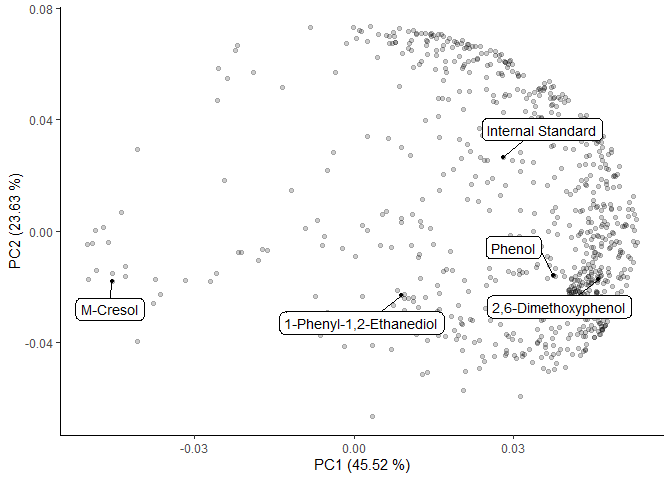 0.08
0.04
0.00
-0.04
PC2 (23.63 %)
Internal Standard
Phenol
M-Cresol
1-Phenyl-1,2-Ethanediol
2,6-Dimethoxyphenol
-0.03
0.00
0.03
PC1 (45.52 %)